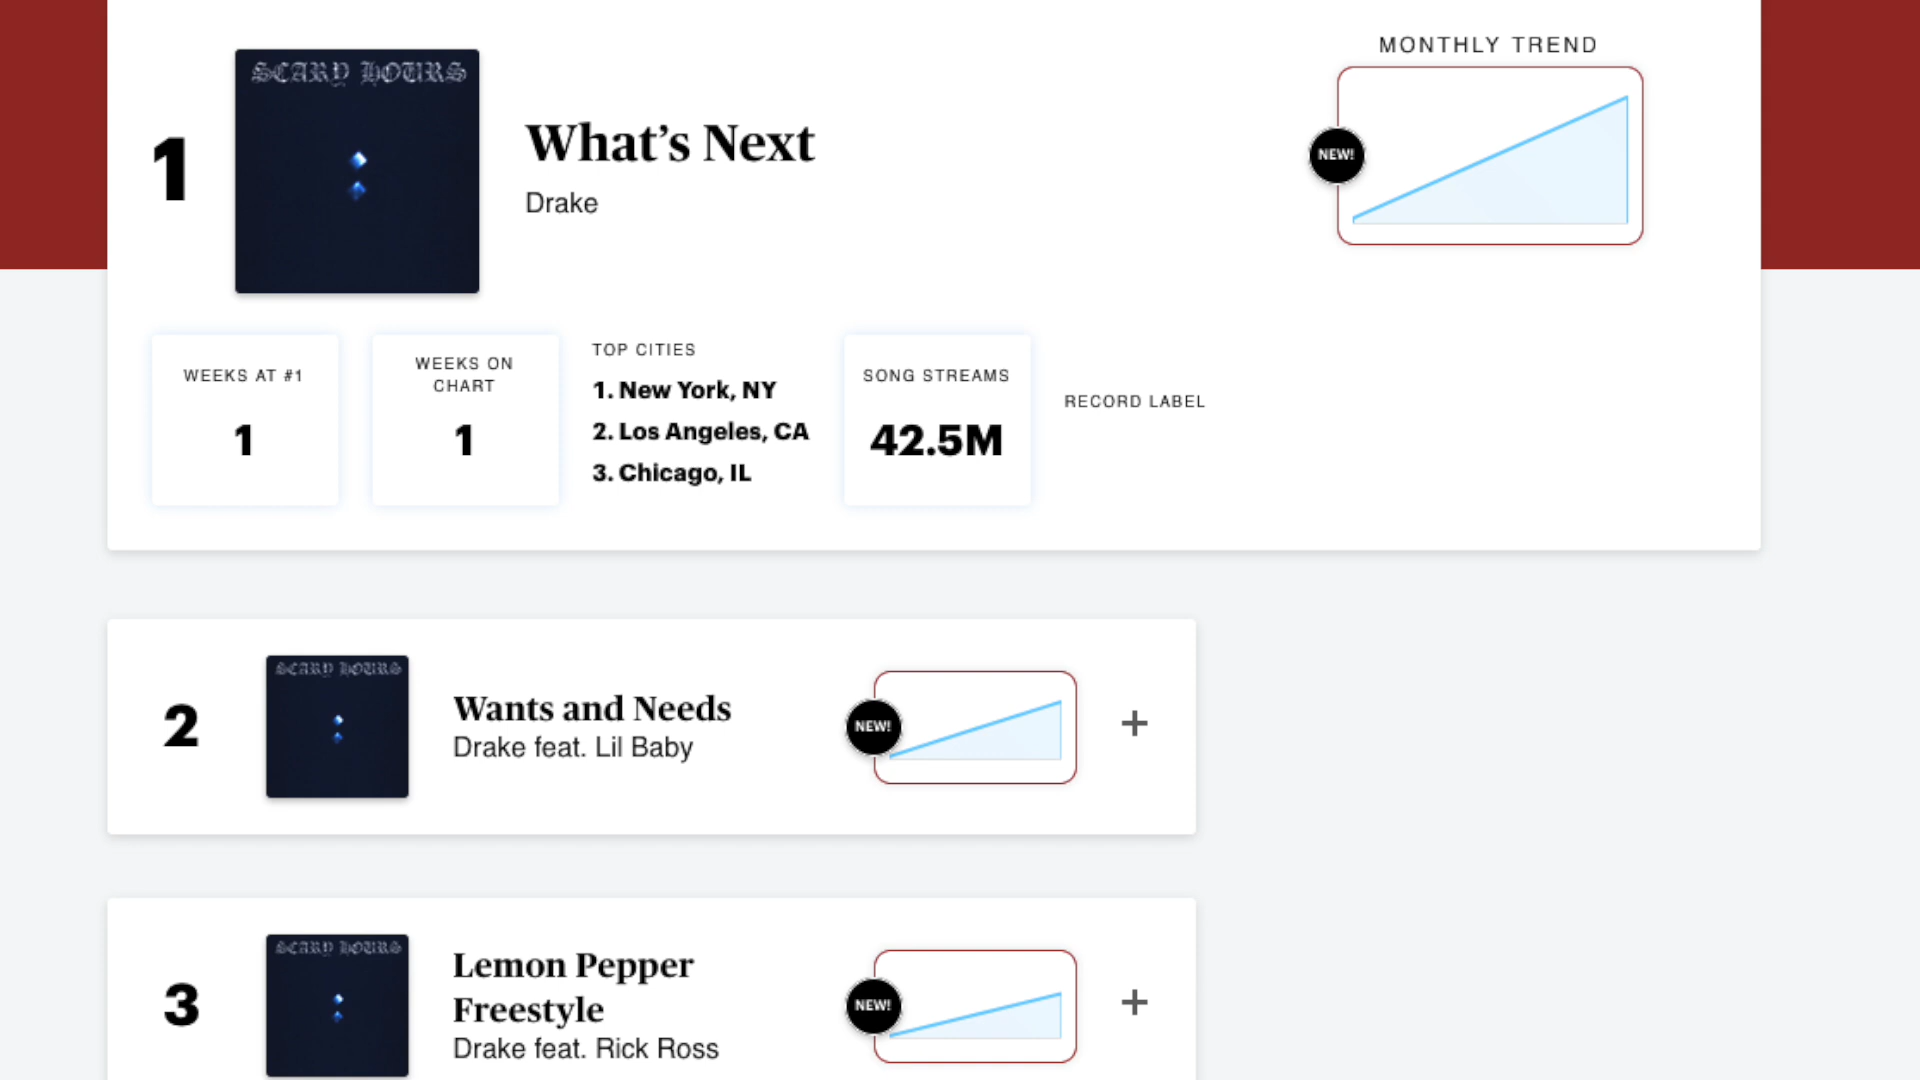 MONTHLY TREND
1
SCARY HOURS
What’s Next
Drake
NEW!
WEEKS AT #1
1
WEEKS ON
CHART
1
TOP CITIES
1. New York, NY
2. Los Angeles, CA
3. Chicago, IL
SONG STREAMS
42.5M
RECORD LABEL
2
SCARY HOURS
Wants and Needs
Drake feat. Lil Baby
NEW!
+
3
SCARY HOURS
Lemon Pepper
Freestyle
Drake feat. Rick Ross
NEW!
+